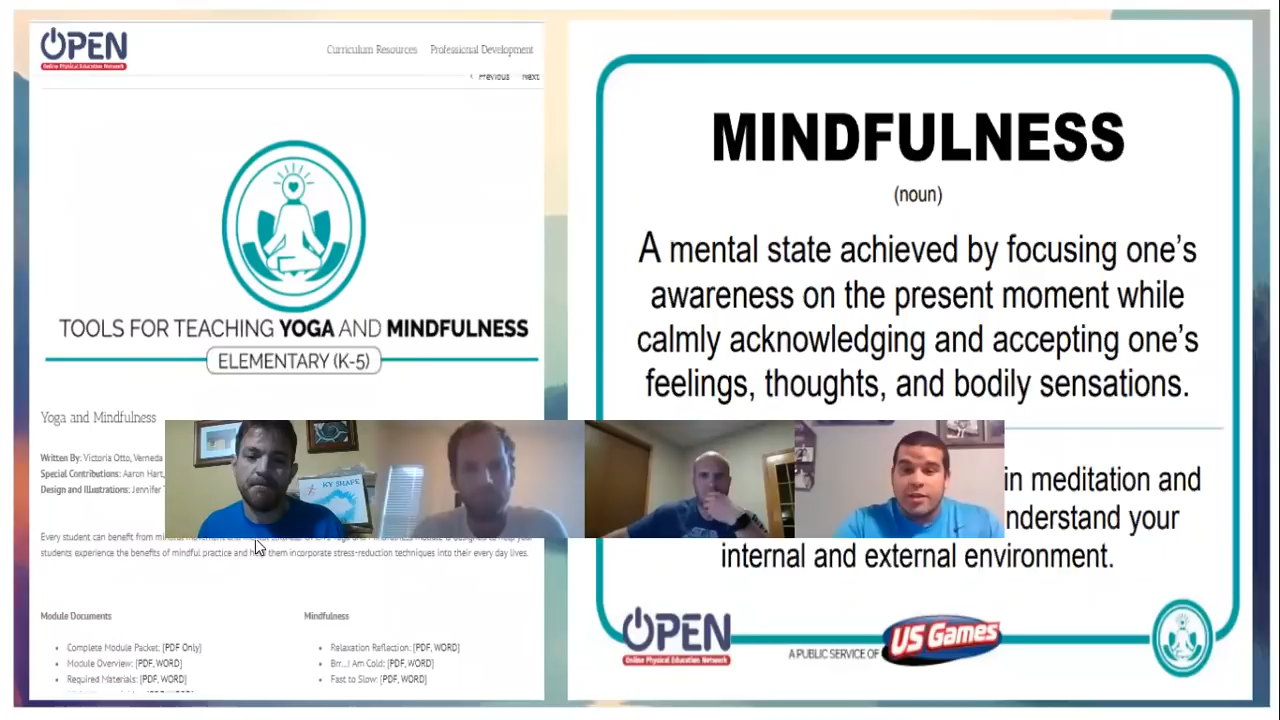 OPEN
Online Physical Education Network
Curriculum Resources Professional Development
‹ Previous Next
TOOLS FOR TEACHING YOGA AND MINDFULNESS
ELEMENTARY (K-5)
Yoga and Mindfulness
Written By: Victoria Otto, Verneda
Special Contributions: Aaron Hart,
Design and Illustrations: Jennifer
Every student can benefit from
students experience the benefits of mindful practice and them incorporate stress-reduction techniques into their every day lives.
Module Documents
Complete Module Packet: [PDF Only]
Module Overview: [PDF, WORD]
Required Materials: [PDF, WORD]
Mindfulness
Relaxation Reflection: [PDF, WORD]
Brr...I Am Cold: [PDF, WORD]
Fast to Slow: [PDF, WORD]
KY SHAPE
MINDFULNESS
(noun)
A mental state achieved by focusing one's
awareness on the present moment while
calmly acknowledging and accepting one's
feelings, thoughts, and bodily sensations.
in meditation and
nderstand your
internal and external environment.
OPEN
Online Physical Education Network
A PUBLIC SERVICE OF
US Games